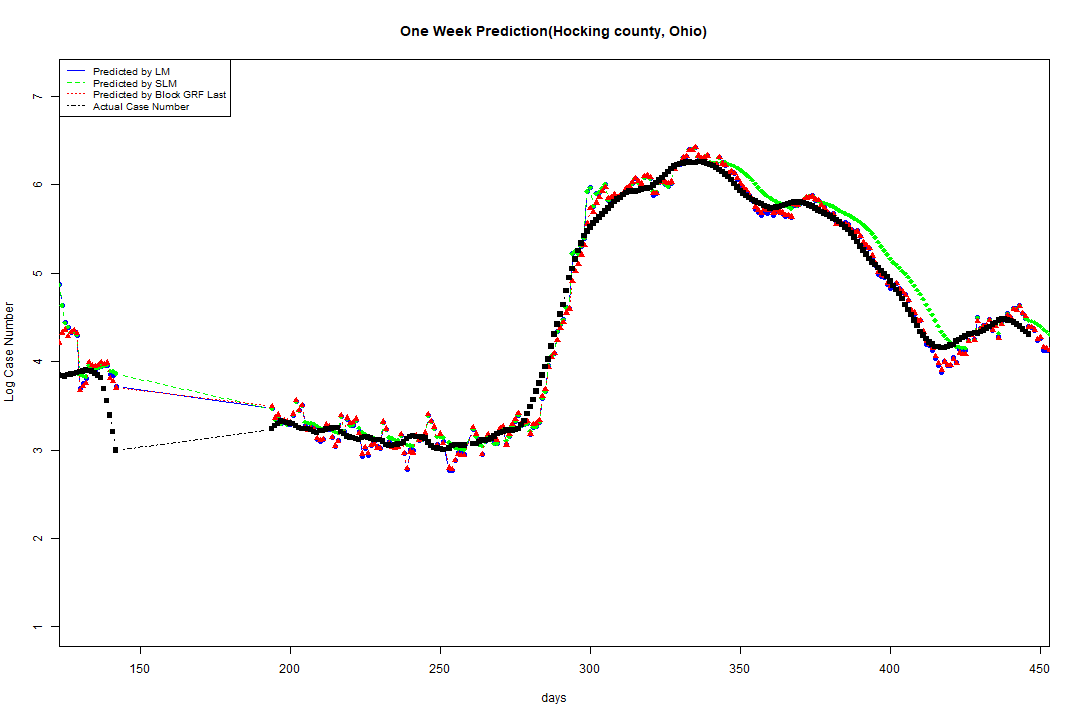 One Week Prediction(Hocking county, Ohio)
Predicted by LM
Predicted by SLM
Predicted by Block GRF Last
Actual Case Number
7
6
5
4
3
2
1
Log Case Number
150 200 250 300 350 400 450
days